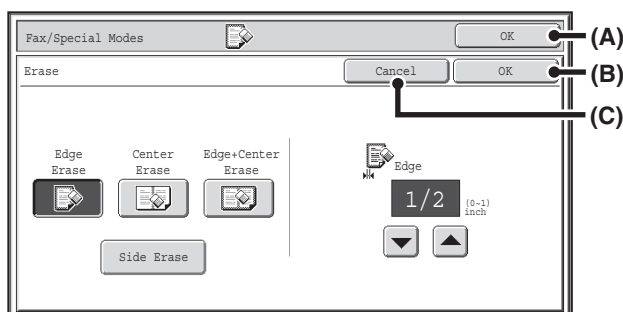 Fax/Special Modes
OK
(A)
Erase
Cancel
OK
(B)
(C)
Edge
Erase
Center
Erase
Edge+Center
Erase
Edge
1/2
(0~1)
inch
Side Erase